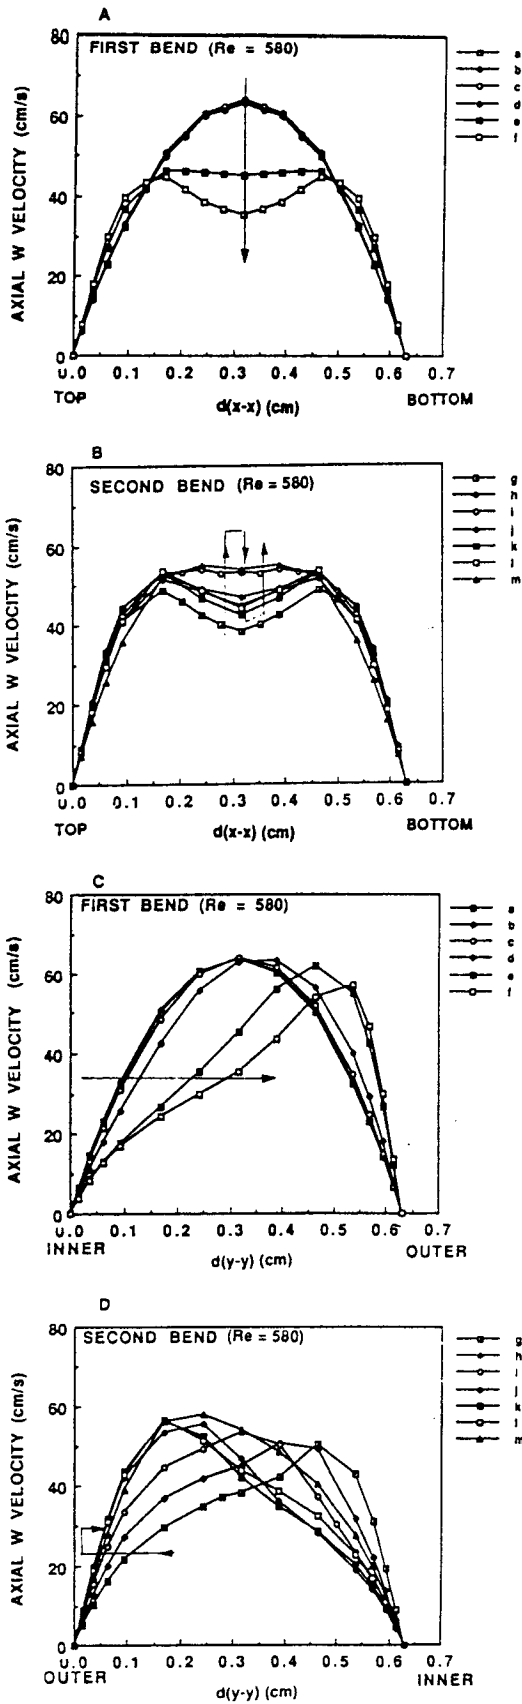 A
FIRST BEND (Re = 580)
AXIAL W VELOCITY (cm/s)
80
60
40
20
0
0.0 0.1 0.2 0.3 0.4 0.5 0.6 0.7
TOP
d(x-x) (cm)
BOTTOM
a
b
c
d
e
f
B
SECOND BEND (Re = 580)
AXIAL W VELOCITY (cm/s)
80
60
40
20
0
0.0 0.1 0.2 0.3 0.4 0.5 0.6 0.7
TOP
d(x-x) (cm)
BOTTOM
g
h
i
j
k
l
m
C
FIRST BEND (Re = 580)
AXIAL W VELOCITY (cm/s)
80
60
40
20
0
0.0 0.1 0.2 0.3 0.4 0.5 0.6 0.7
INNER
d(y-y) (cm)
OUTER
a
b
c
d
e
f
D
SECOND BEND (Re = 580)
AXIAL W VELOCITY (cm/s)
80
60
40
20
0
0.0 0.1 0.2 0.3 0.4 0.5 0.6 0.7
OUTER
d(y-y) (cm)
INNER
g
h
i
j
k
l
m